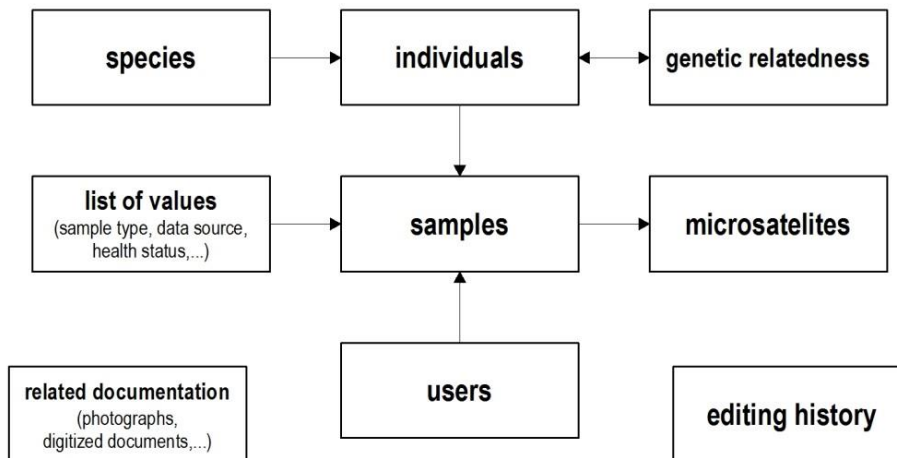 species
individuals
genetic relatedness
list of values
(sample type, data source,
health status,...)
samples
microsatelites
users
related documentation
(photographs,
digitized documents,...)
editing history